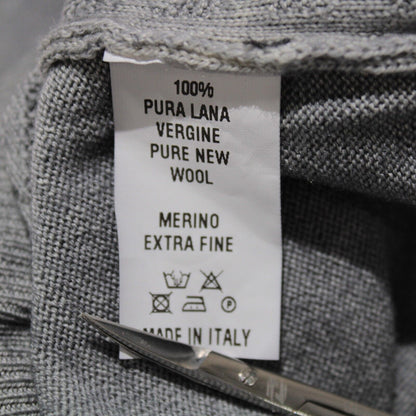 100%
PURA LANA
VERGINE
PURE NEW
WOOL
MERINO
EXTRA FINE
P
MADE IN ITALY